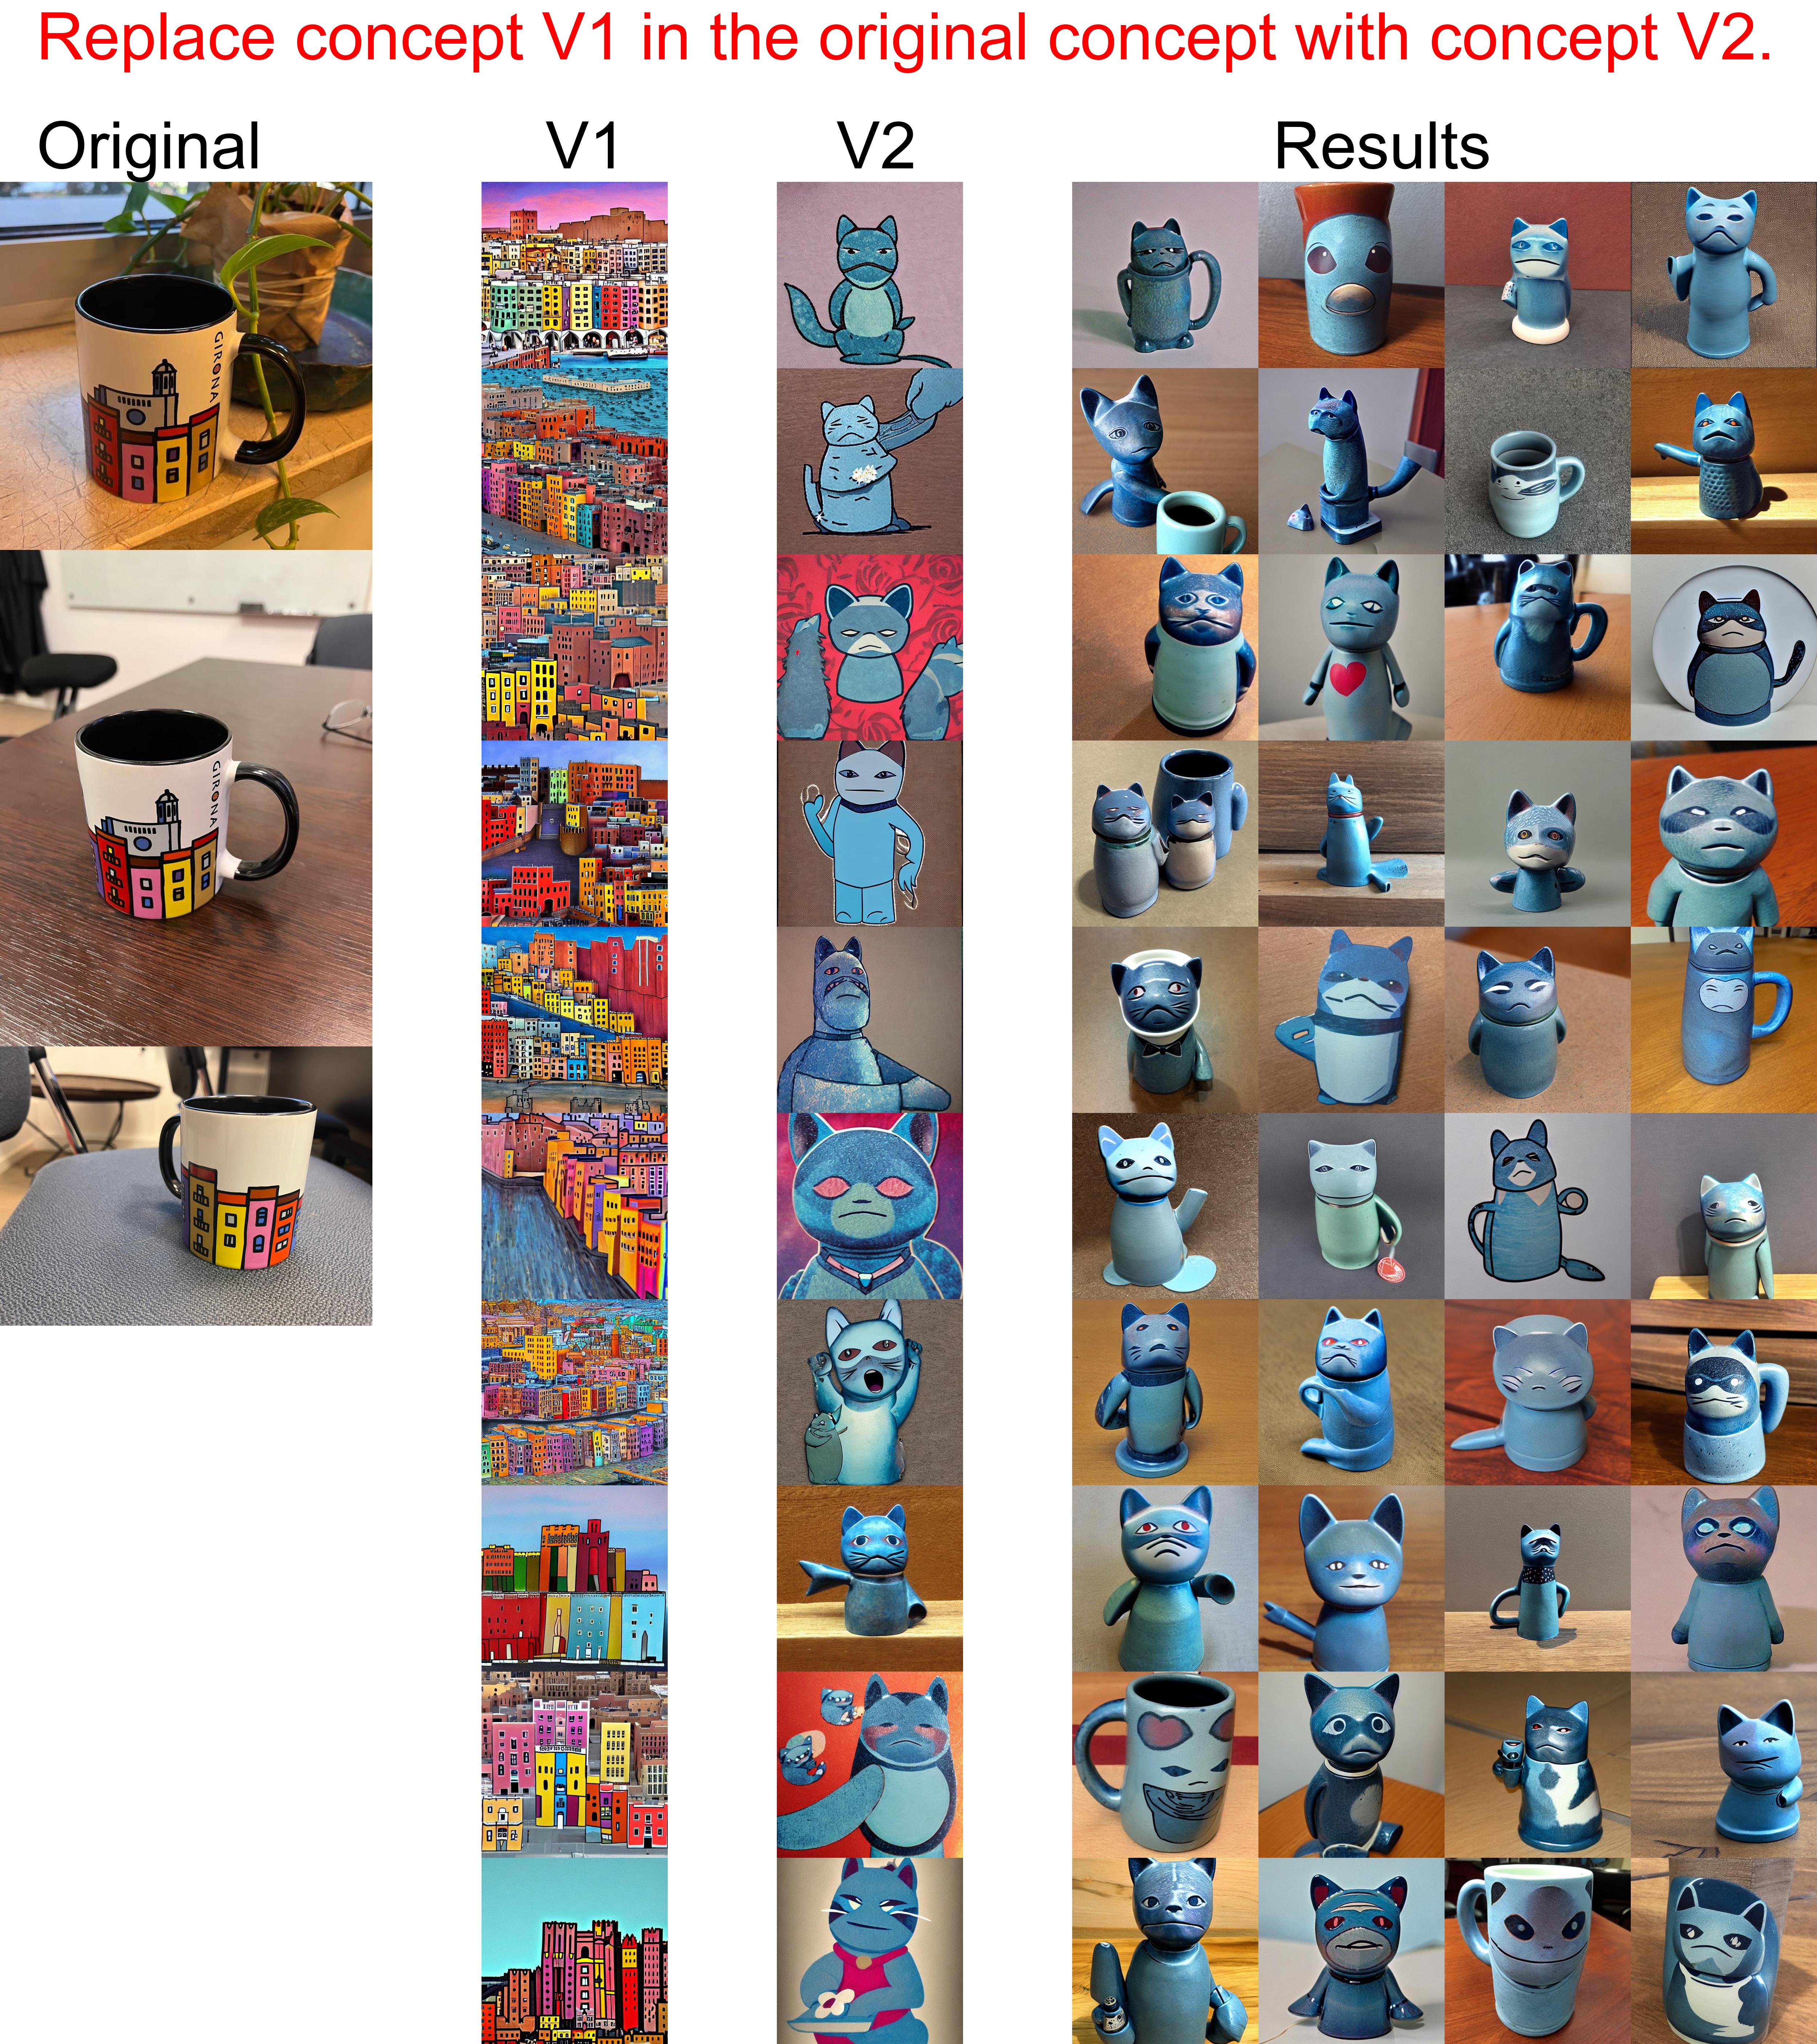 Replace concept V1 in the original concept with concept V2.
Original
V1
V2
Results
GIRONA
GIRONA